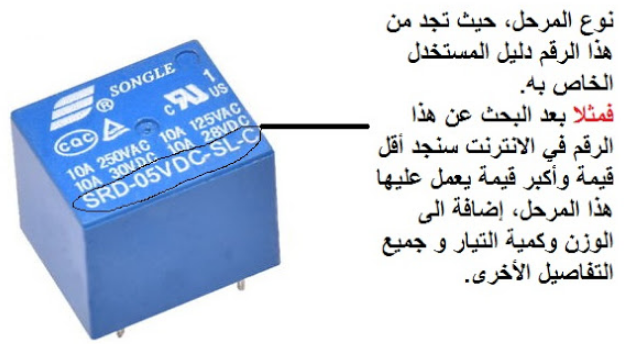 نوع المرحل، حيث تجد من
هذا الرقم دليل المستخدل
الخاص به.
فمثلا بعد البحث عن هذا
الرقم في الانترنت سنجد أقل
قيمة وأكبر قيمة يعمل عليها
هذا المرحل، إضافة الى
الوزن وكمية التيار و جميع
التفاصيل الأخرى.
SONGLE
®
c RU US 1
CQC
10A 250VAC 10A 125VAC
10A 30VDC 10A 28VDC
SRD-05VDC-SL-C